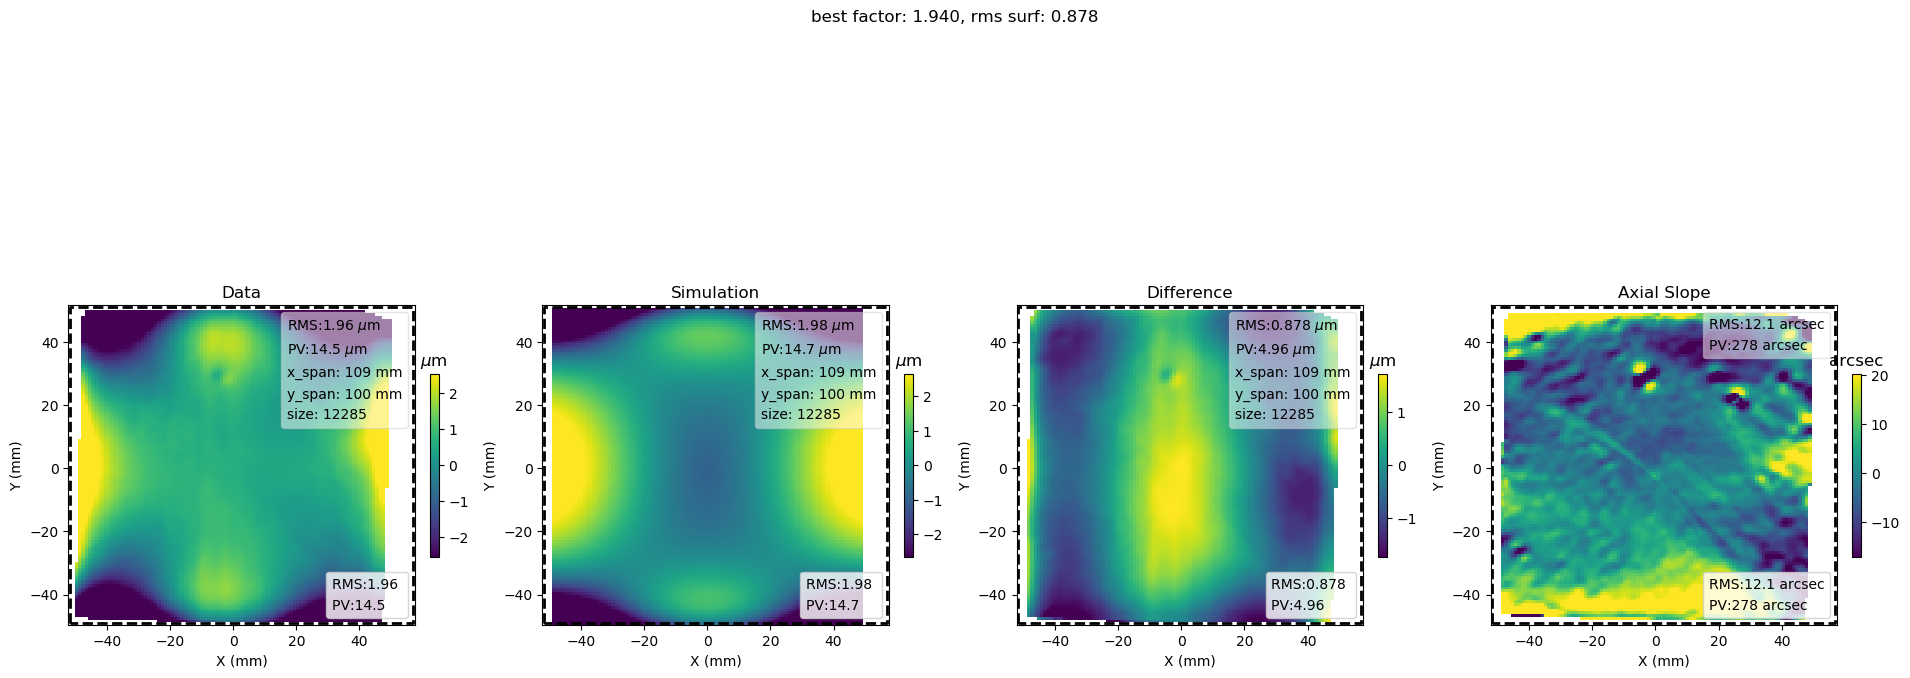 best factor: 1.940, rms surf: 0.878
Data
RMS:1.96 μm
PV:14.5 μm
x_span: 109 mm
y_span: 100 mm
size: 12285
RMS:1.96
PV:14.5
Y (mm)
40
20
0
−20
−40
−40
−20
0
20
40
X (mm)
μm
2
1
0
−1
−2
Simulation
RMS:1.98 μm
PV:14.7 μm
x_span: 109 mm
y_span: 100 mm
size: 12285
RMS:1.98
PV:14.7
Y (mm)
40
20
0
−20
−40
−40
−20
0
20
40
X (mm)
μm
2
1
0
−1
−2
Difference
RMS:0.878 μm
PV:4.96 μm
x_span: 109 mm
y_span: 100 mm
size: 12285
RMS:0.878
PV:4.96
Y (mm)
40
20
0
−20
−40
−40
−20
0
20
40
X (mm)
μm
1
0
−1
Axial Slope
RMS:12.1 arcsec
PV:278 arcsec
RMS:12.1 arcsec
PV:278 arcsec
Y (mm)
40
20
0
−20
−40
−40
−20
0
20
40
X (mm)
arcsec
20
10
0
−10